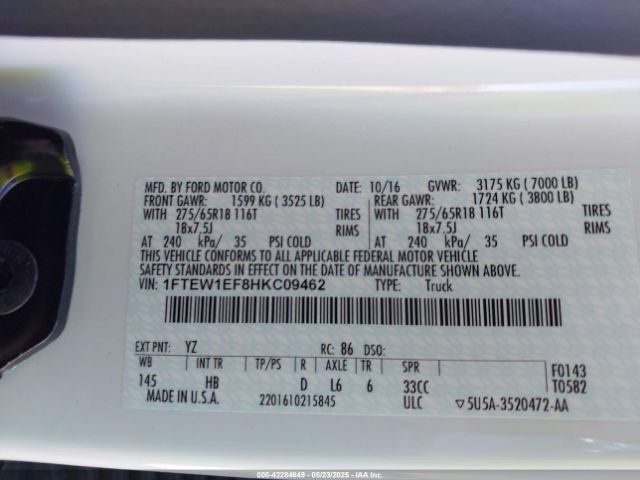 MFD. BY FORD MOTOR CO. DATE: 10/16 GVWR: 3175 KG ( 7000 LB)
FRONT GAWR: 1599 KG ( 3525 LB) REAR GAWR: 1724 KG ( 3800 LB)
WITH 275/65R18 116T TIRES WITH 275/65R18 116T TIRES
18x7.5J RIMS 18x7.5J RIMS
AT 240 kPa/ 35 PSI COLD AT 240 kPa/ 35 PSI COLD
THIS VEHICLE CONFORMS TO ALL APPLICABLE FEDERAL MOTOR VEHICLE
SAFETY STANDARDS IN EFFECT ON THE DATE OF MANUFACTURE SHOWN ABOVE.
VIN: 1FTEW1EF8HKC09462 TYPE: Truck
EXT PNT: YZ RC: 86 DSO:
WB INT TR TP/PS R AXLE TR SPR F0143
145 HB D L6 6 33CC T0582
MADE IN U.S.A. 2201610215845 ULC ▽5U5A-3520472-AA
000-42284649 - 05/23/2025 - COPYRIGHT IAA, LLC.